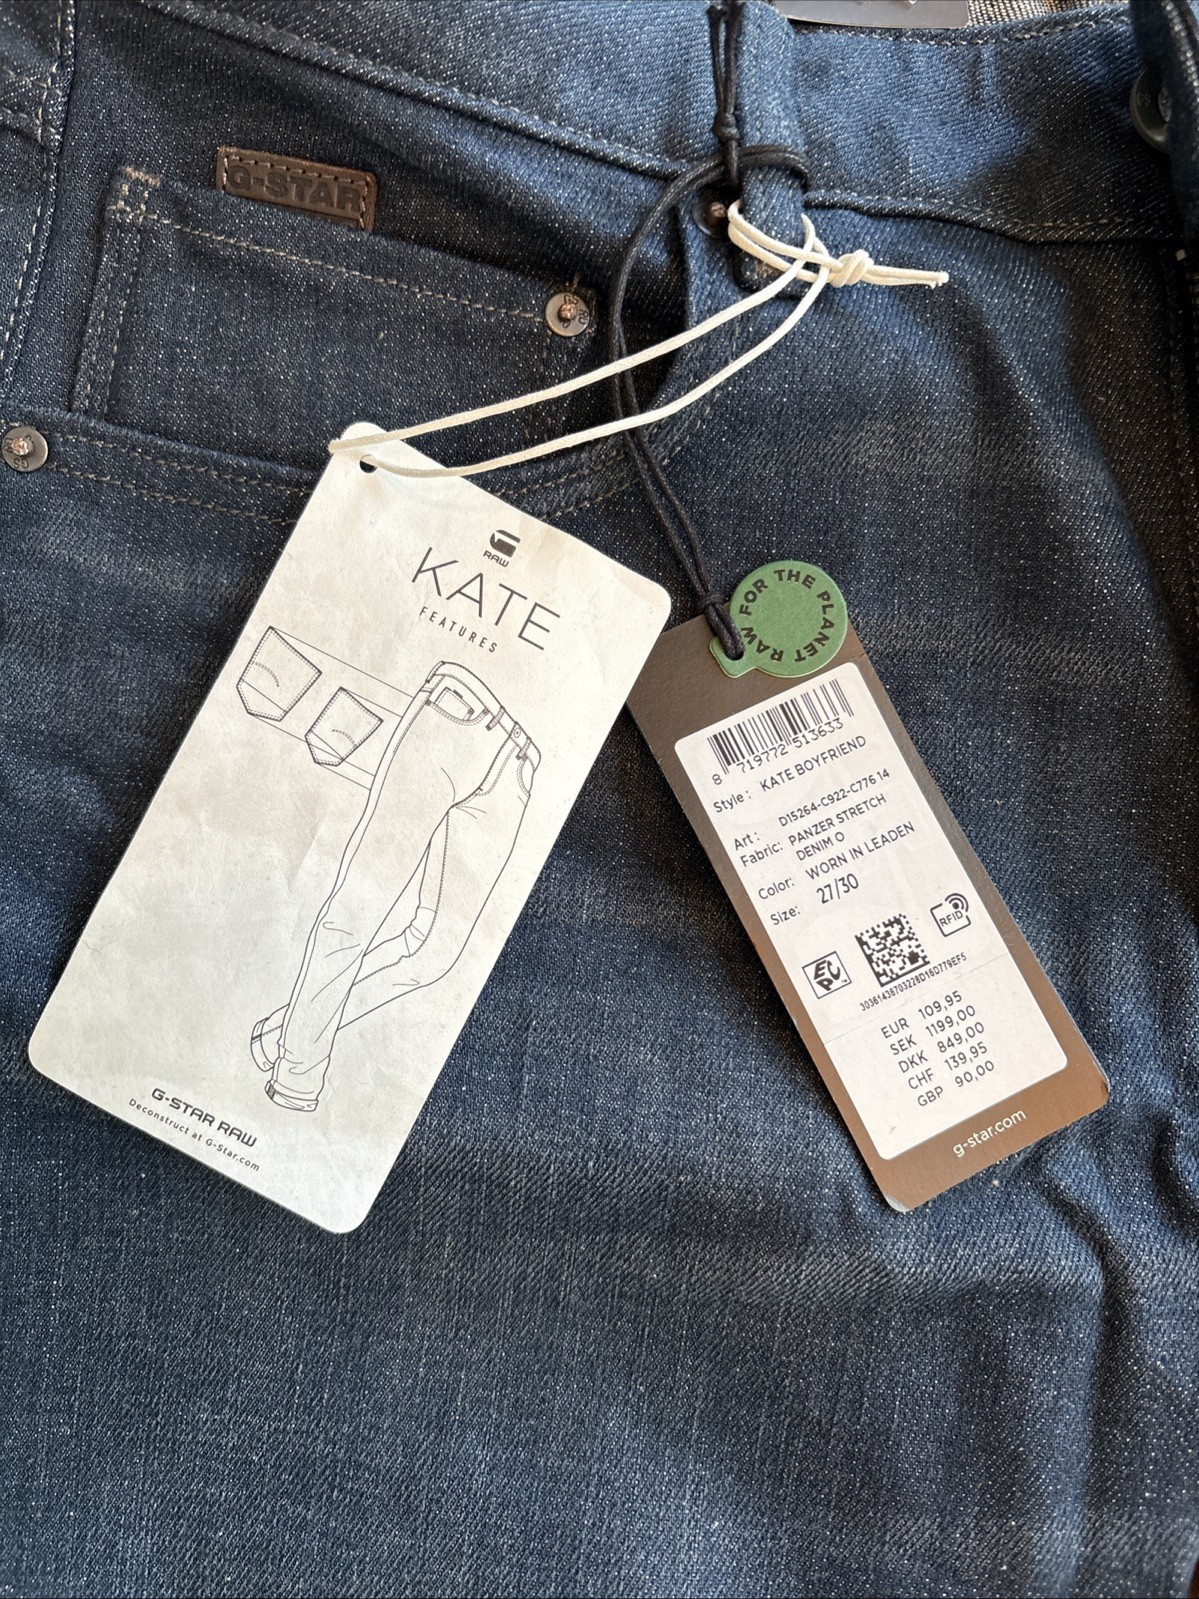 G-STAR
RAW
KATE
FEATURES
G-STAR RAW
Deconstruct at G-Star.com
RAW FOR THE PLANET
8 719772 513633
Style: KATE BOYFRIEND
Art: D15264-C922-C776 14
Fabric: PANZER STRETCH
DENIM O
Color: WORN IN LEADEN
Size: 27/30
EPC
RFID
3036143870322BD16D779EF5
EUR 109,95
SEK 1199,00
DKK 849,00
CHF 139,95
GBP 90,00
g-star.com